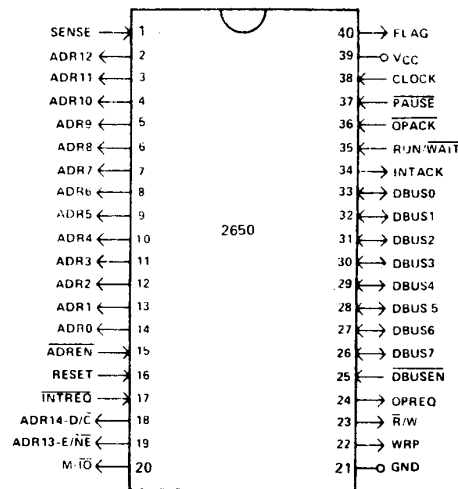 SENSE 1 40 FLAG
ADR12 2 39 VCC
ADR11 3 38 CLOCK
ADR10 4 37 PAUSE
ADR9 5 36 OPACK
ADR8 6 35 RUN/WAIT
ADR7 7 34 INTACK
ADR6 8 33 DBUS0
ADR5 9 32 DBUS1
ADR4 10 2650 31 DBUS2
ADR3 11 30 DBUS3
ADR2 12 29 DBUS4
ADR1 13 28 DBUS 5
ADR0 14 27 DBUS6
ADREN 15 26 DBUS7
RESET 16 25 DBUSEN
INTREQ 17 24 OPREQ
ADR14-D/C 18 23 R/W
ADR13-E/NE 19 22 WRP
M-IO 20 21 GND